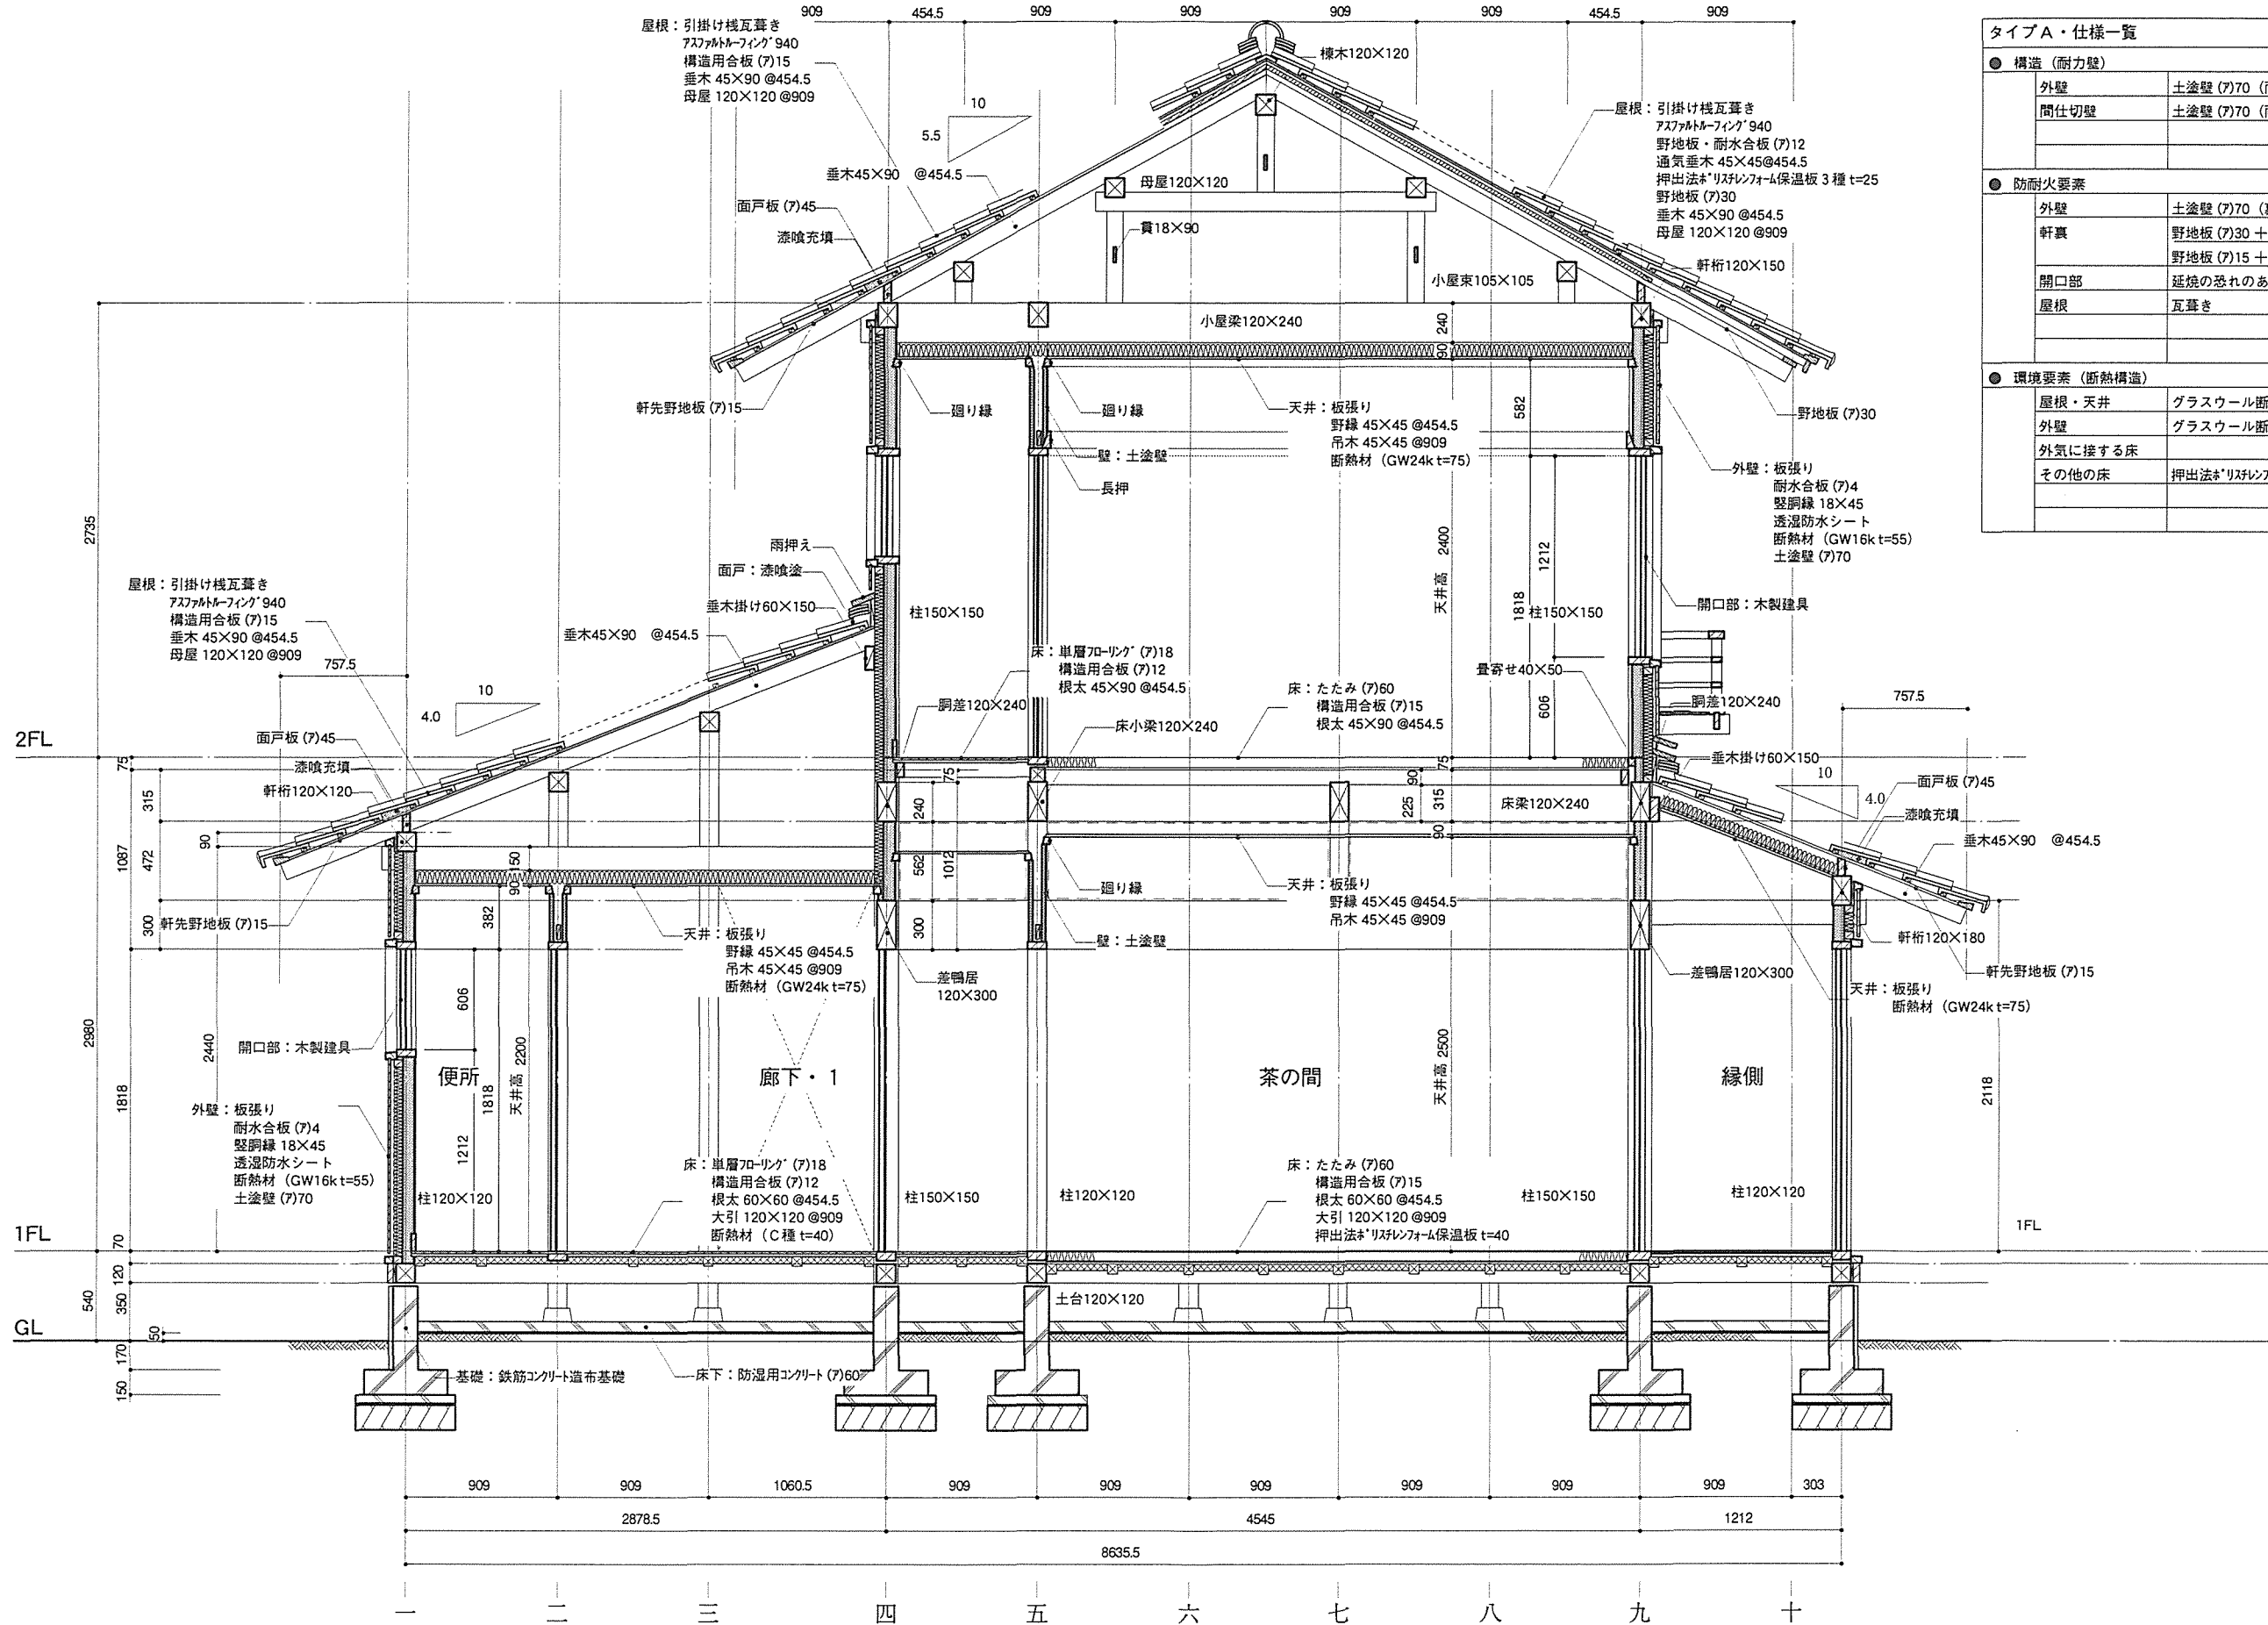 909
454.5
909
909
909
909
454.5
909
屋根：引掛け桟瓦葺き
アスファルトルーフィング940
構造用合板(ア)15
垂木 45×90 @454.5
母屋 120×120 @909
棟木120×120
10
5.5
垂木45×90 @454.5
面戸板(ア)45
漆喰充填
母屋120×120
貫18×90
小屋束105×105
屋根：引掛け桟瓦葺き
アスファルトルーフィング940
野地板・耐水合板(ア)12
通気垂木 45×45@454.5
押出法ポリスチレンフォーム保温板３種 t=25
野地板(ア)30
垂木 45×90 @454.5
母屋 120×120 @909
軒桁120×150
小屋梁120×240
240
90
軒先野地板(ア)15
廻り縁
廻り縁
天井：板張り
野縁 45×45 @454.5
吊木 45×45 @909
断熱材（GW24k t=75）
582
野地板(ア)30
壁：土塗壁
長押
外壁：板張り
耐水合板(ア)4
竪胴縁 18×45
透湿防水シート
断熱材（GW16k t=55）
土塗壁(ア)70
2735
天井高 2400
1212
1818
606
雨押え
面戸：漆喰塗
垂木掛け60×150
柱150×150
柱150×150
開口部：木製建具
屋根：引掛け桟瓦葺き
アスファルトルーフィング940
構造用合板(ア)15
垂木 45×90 @454.5
母屋 120×120 @909
757.5
垂木45×90 @454.5
10
4.0
床：単層フローリング(ア)18
構造用合板(ア)12
根太 45×90 @454.5
畳寄せ40×50
床：たたみ(ア)60
構造用合板(ア)15
根太 45×90 @454.5
胴差120×240
床小梁120×240
胴差120×240
757.5
2FL
面戸板(ア)45
漆喰充填
軒桁120×120
75
315
90
1087
472
300
75
240
562
1012
300
75
90
225
315
90
床梁120×240
垂木掛け60×150
10
4.0
面戸板(ア)45
漆喰充填
垂木45×90 @454.5
150
90
382
軒先野地板(ア)15
天井：板張り
野縁 45×45 @454.5
吊木 45×45 @909
断熱材（GW24k t=75）
廻り縁
壁：土塗壁
天井：板張り
野縁 45×45 @454.5
吊木 45×45 @909
差鴨居
120×300
差鴨居120×300
軒桁120×180
軒先野地板(ア)15
天井：板張り
断熱材（GW24k t=75）
2980
2440
1818
606
1818
1212
天井高 2200
天井高 2500
2118
開口部：木製建具
便所
廊下・１
茶の間
縁側
外壁：板張り
耐水合板(ア)4
竪胴縁 18×45
透湿防水シート
断熱材（GW16k t=55）
土塗壁(ア)70
柱120×120
床：単層フローリング(ア)18
構造用合板(ア)12
根太 60×60 @454.5
大引 120×120 @909
断熱材（Ｃ種 t=40）
柱150×150
柱120×120
床：たたみ(ア)60
構造用合板(ア)15
根太 60×60 @454.5
大引 120×120 @909
押出法ポリスチレンフォーム保温板 t=40
柱150×150
柱120×120
1FL
1FL
70
120
350
540
50
170
150
GL
土台120×120
基礎：鉄筋コンクリート造布基礎
床下：防湿用コンクリート(ア)60
909
909
1060.5
909
909
909
909
909
909
303
2878.5
4545
1212
8635.5
一
二
三
四
五
六
七
八
九
十
タイプＡ・仕様一覧
● 構造（耐力壁）
外壁 土塗壁(ア)70
間仕切壁 土塗壁(ア)70
● 防耐火要素
外壁 土塗壁(ア)70
軒裏 野地板(ア)30＋
野地板(ア)15＋
開口部 延焼の恐れのあ
屋根 瓦葺き
● 環境要素（断熱構造）
屋根・天井 グラスウール断
外壁 グラスウール断
外気に接する床
その他の床 押出法ポリスチレン